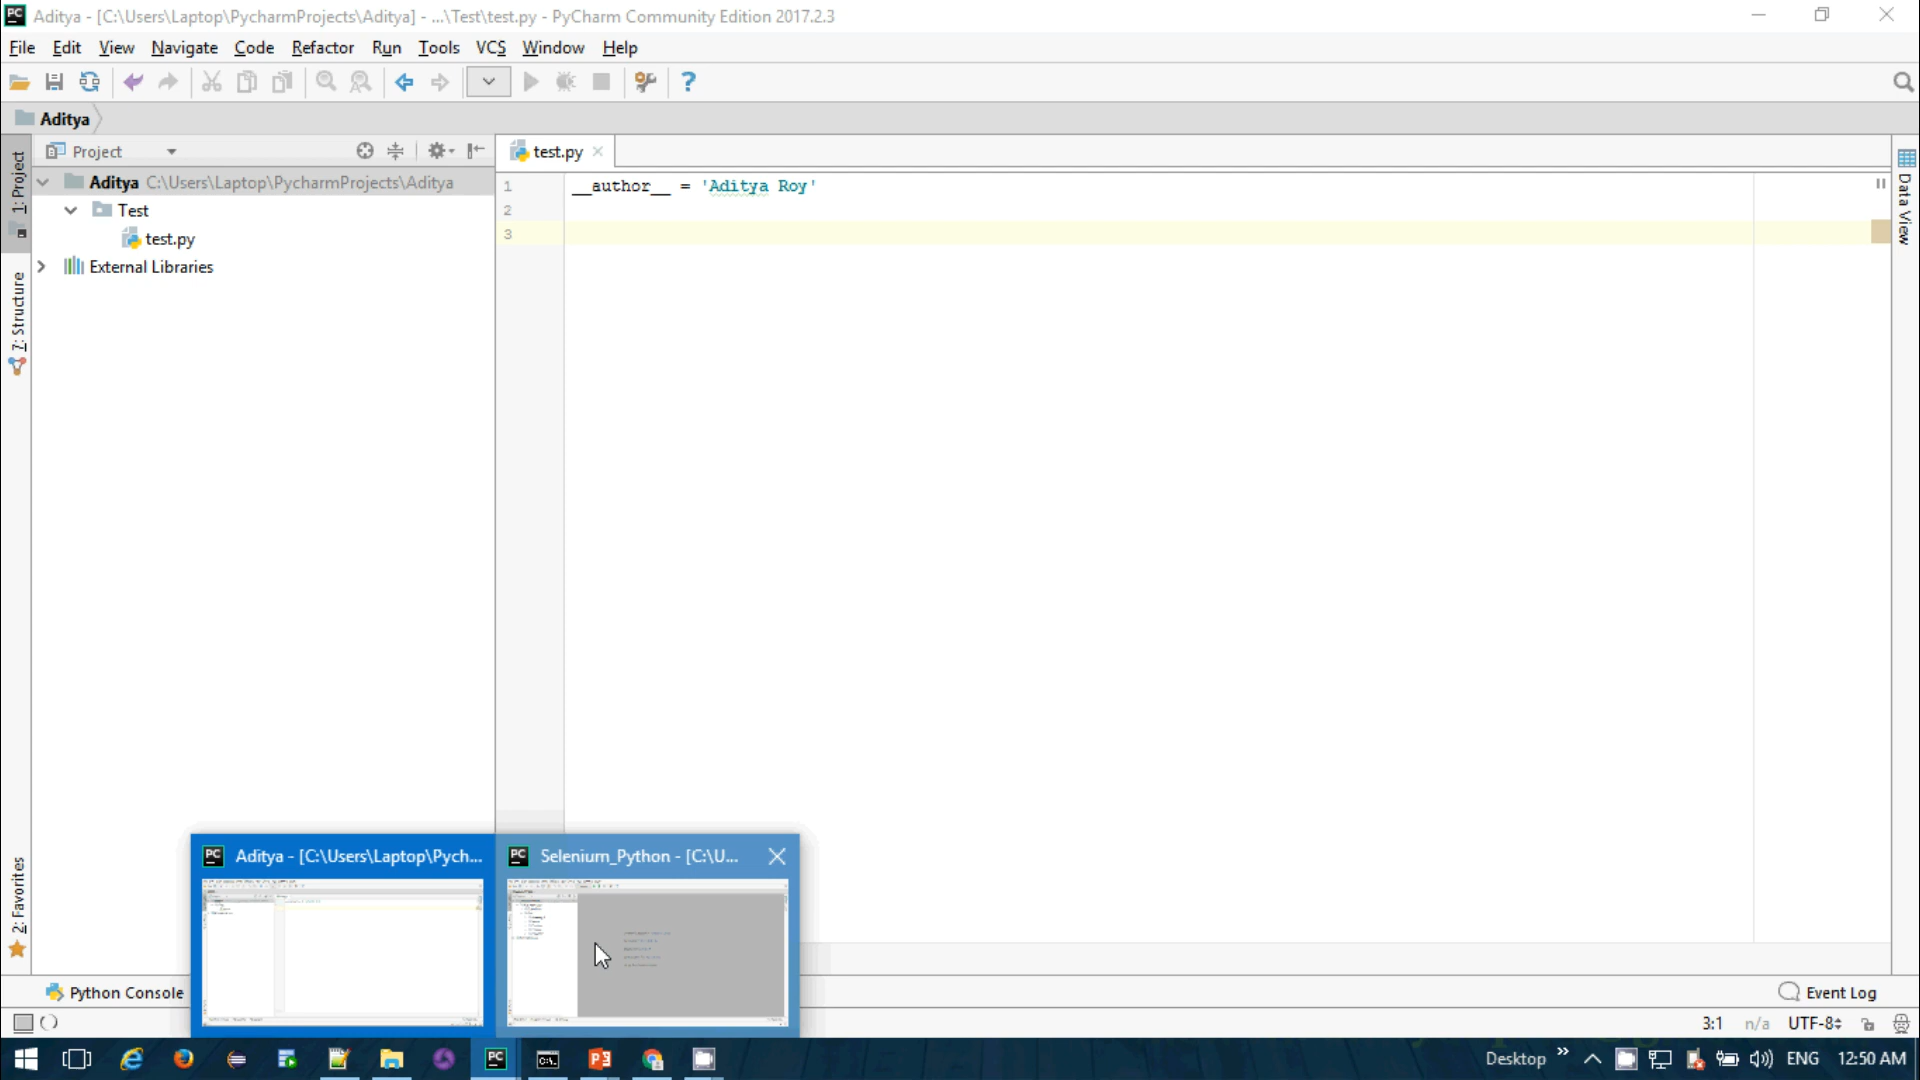 Aditya - [C:\Users\Laptop\PycharmProjects\Aditya] - ...\Test\test.py - PyCharm Community Edition 2017.2.3
File Edit View Navigate Code Refactor Run Tools VCS Window Help
Aditya
Project
test.py
1: Project
Aditya C:\Users\Laptop\PycharmProjects\Aditya
Test
test.py
External Libraries
1 __author__ = 'Aditya Roy'
2
3
Data View
7: Structure
2: Favorites
Aditya - [C:\Users\Laptop\Pych...
Selenium_Python - [C:\U...
Python Console
Event Log
3:1 n/a UTF-8
Desktop ENG 12:50 AM